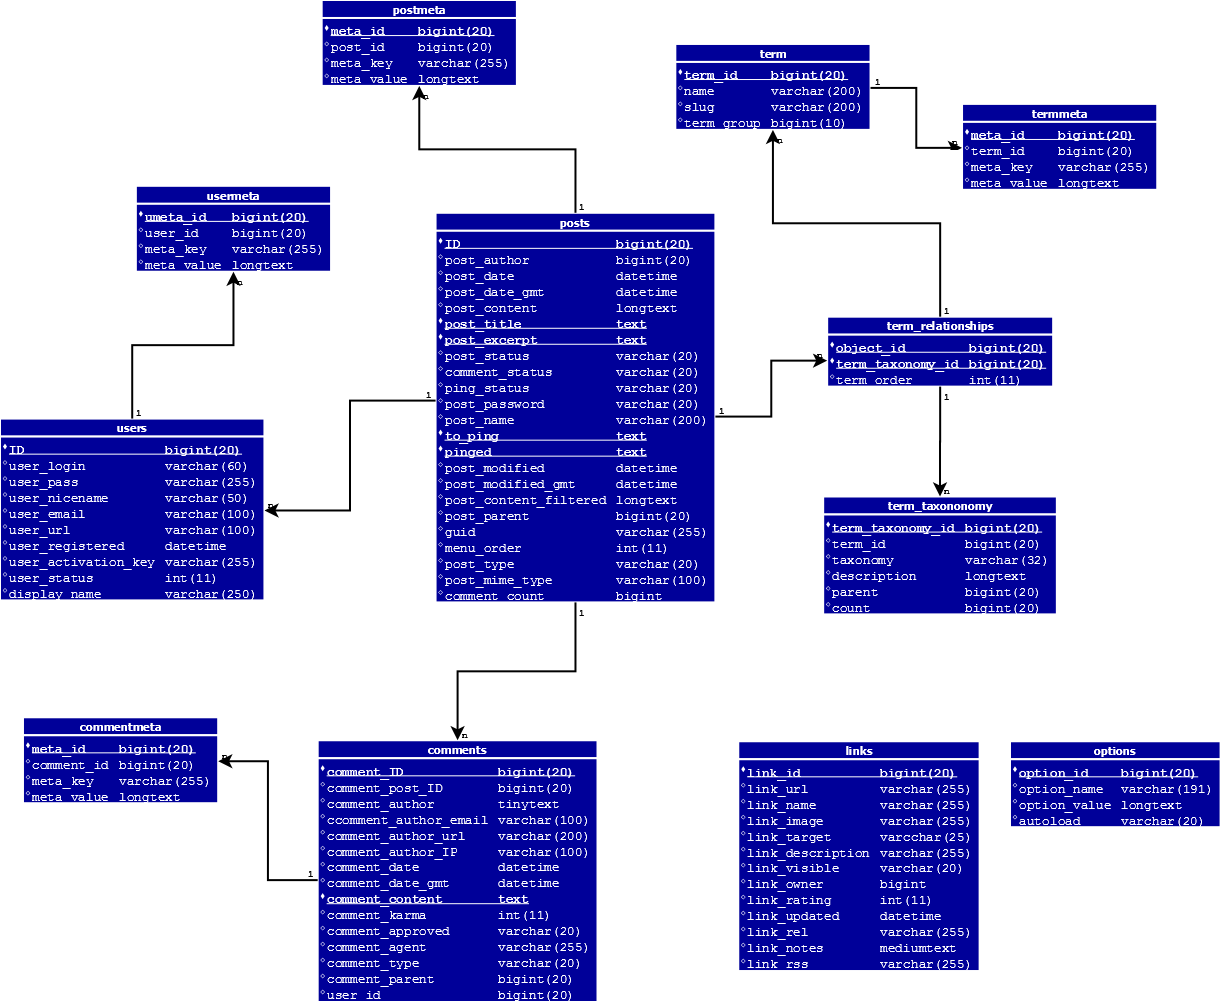 postmeta
meta_id bigint(20)
post_id bigint(20)
meta_key varchar(255)
meta_value longtext
n
term
term_id bigint(20)
name varchar(200)
slug varchar(200)
term_group bigint(10)
1
n
termmeta
meta_id bigint(20)
term_id bigint(20)
meta_key varchar(255)
meta_value longtext
n
usermeta
umeta_id bigint(20)
user_id bigint(20)
meta_key varchar(255)
meta_value longtext
n
1
posts
ID bigint(20)
post_author bigint(20)
post_date datetime
post_date_gmt datetime
post_content longtext
post_title text
post_excerpt text
post_status varchar(20)
comment_status varchar(20)
ping_status varchar(20)
post_password varchar(20)
post_name varchar(200)
to_ping text
pinged text
post_modified datetime
post_modified_gmt datetime
post_content_filtered longtext
post_parent bigint(20)
guid varchar(255)
menu_order int(11)
post_type varchar(20)
post_mime_type varchar(100)
comment_count bigint
1
1
1
1
term_relationships
object_id bigint(20)
term_taxonomy_id bigint(20)
term_order int(11)
n
1
1
users
ID bigint(20)
user_login varchar(60)
user_pass varchar(255)
user_nicename varchar(50)
user_email varchar(100)
user_url varchar(100)
user_registered datetime
user_activation_key varchar(255)
user_status int(11)
display_name varchar(250)
n
n
term_taxononomy
term_taxonomy_id bigint(20)
term_id bigint(20)
taxonomy varchar(32)
description longtext
parent bigint(20)
count bigint(20)
commentmeta
meta_id bigint(20)
comment_id bigint(20)
meta_key varchar(255)
meta_value longtext
n
n
comments
comment_ID bigint(20)
comment_post_ID bigint(20)
comment_author tinytext
ccomment_author_email varchar(100)
comment_author_url varchar(200)
comment_author_IP varchar(100)
comment_date datetime
comment_date_gmt datetime
comment_content text
comment_karma int(11)
comment_approved varchar(20)
comment_agent varchar(255)
comment_type varchar(20)
comment_parent bigint(20)
user_id bigint(20)
1
links
link_id bigint(20)
link_url varchar(255)
link_name varchar(255)
link_image varchar(255)
link_target varcchar(25)
link_description varchar(255)
link_visible varchar(20)
link_owner bigint
link_rating int(11)
link_updated datetime
link_rel varchar(255)
link_notes mediumtext
link_rss varchar(255)
options
option_id bigint(20)
option_name varchar(191)
option_value longtext
autoload varchar(20)